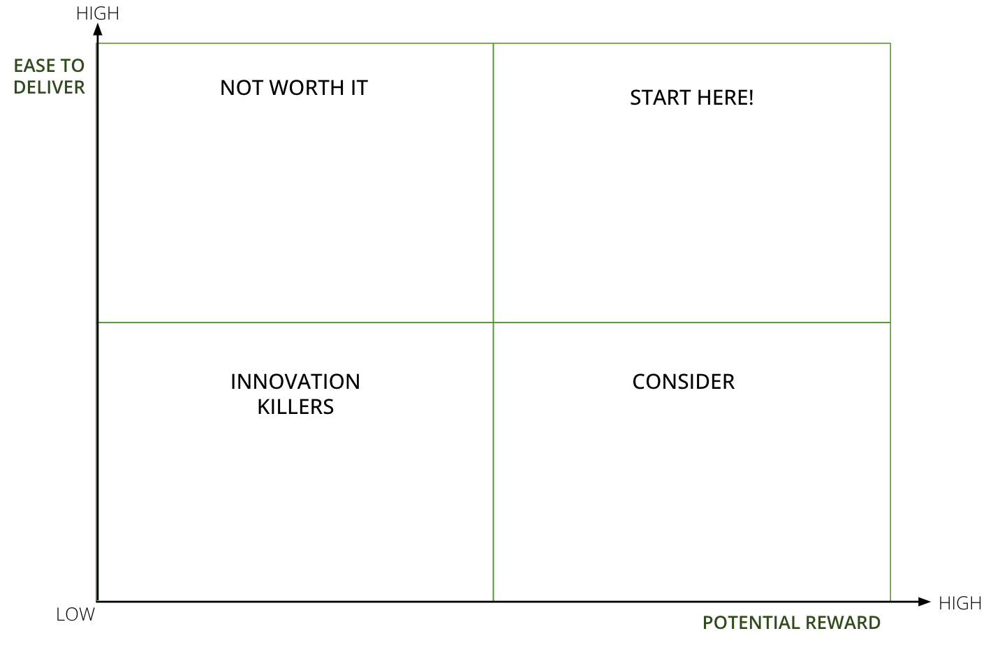 HIGH
EASE TO
DELIVER
NOT WORTH IT
START HERE!
INNOVATION
KILLERS
CONSIDER
LOW
HIGH
POTENTIAL REWARD